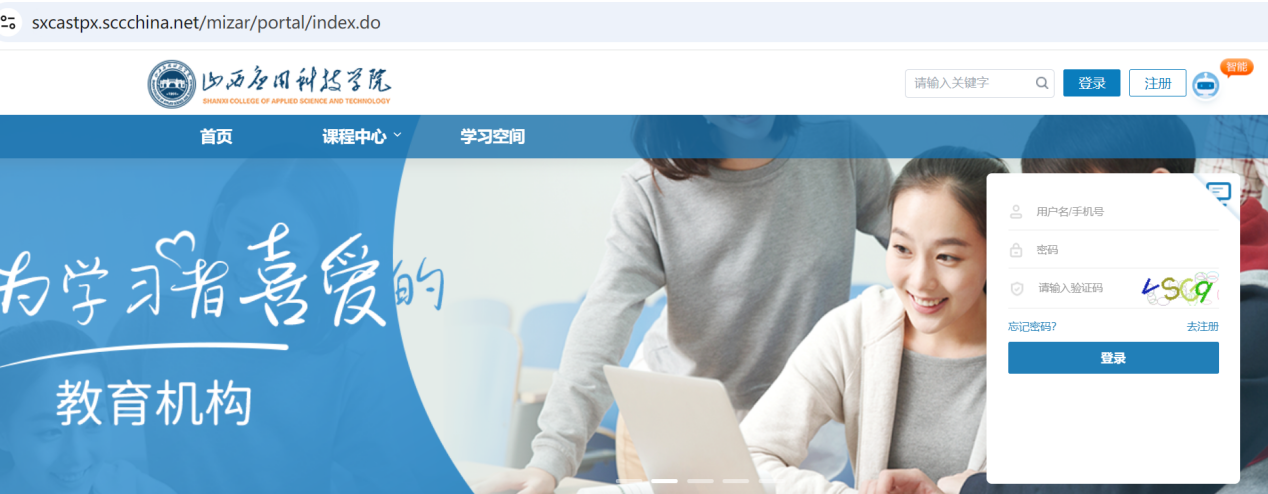 sxcastpx.sccchina.net/mizar/portal/index.do
山西应用科技学院
SHANXI COLLEGE OF APPLIED SCIENCE AND TECHNOLOGY
请输入关键字
登录
注册
智能
首页
课程中心
学习空间
为学习者喜爱的
教育机构
用户名/手机号
密码
请输入验证码
忘记密码?
去注册
登录